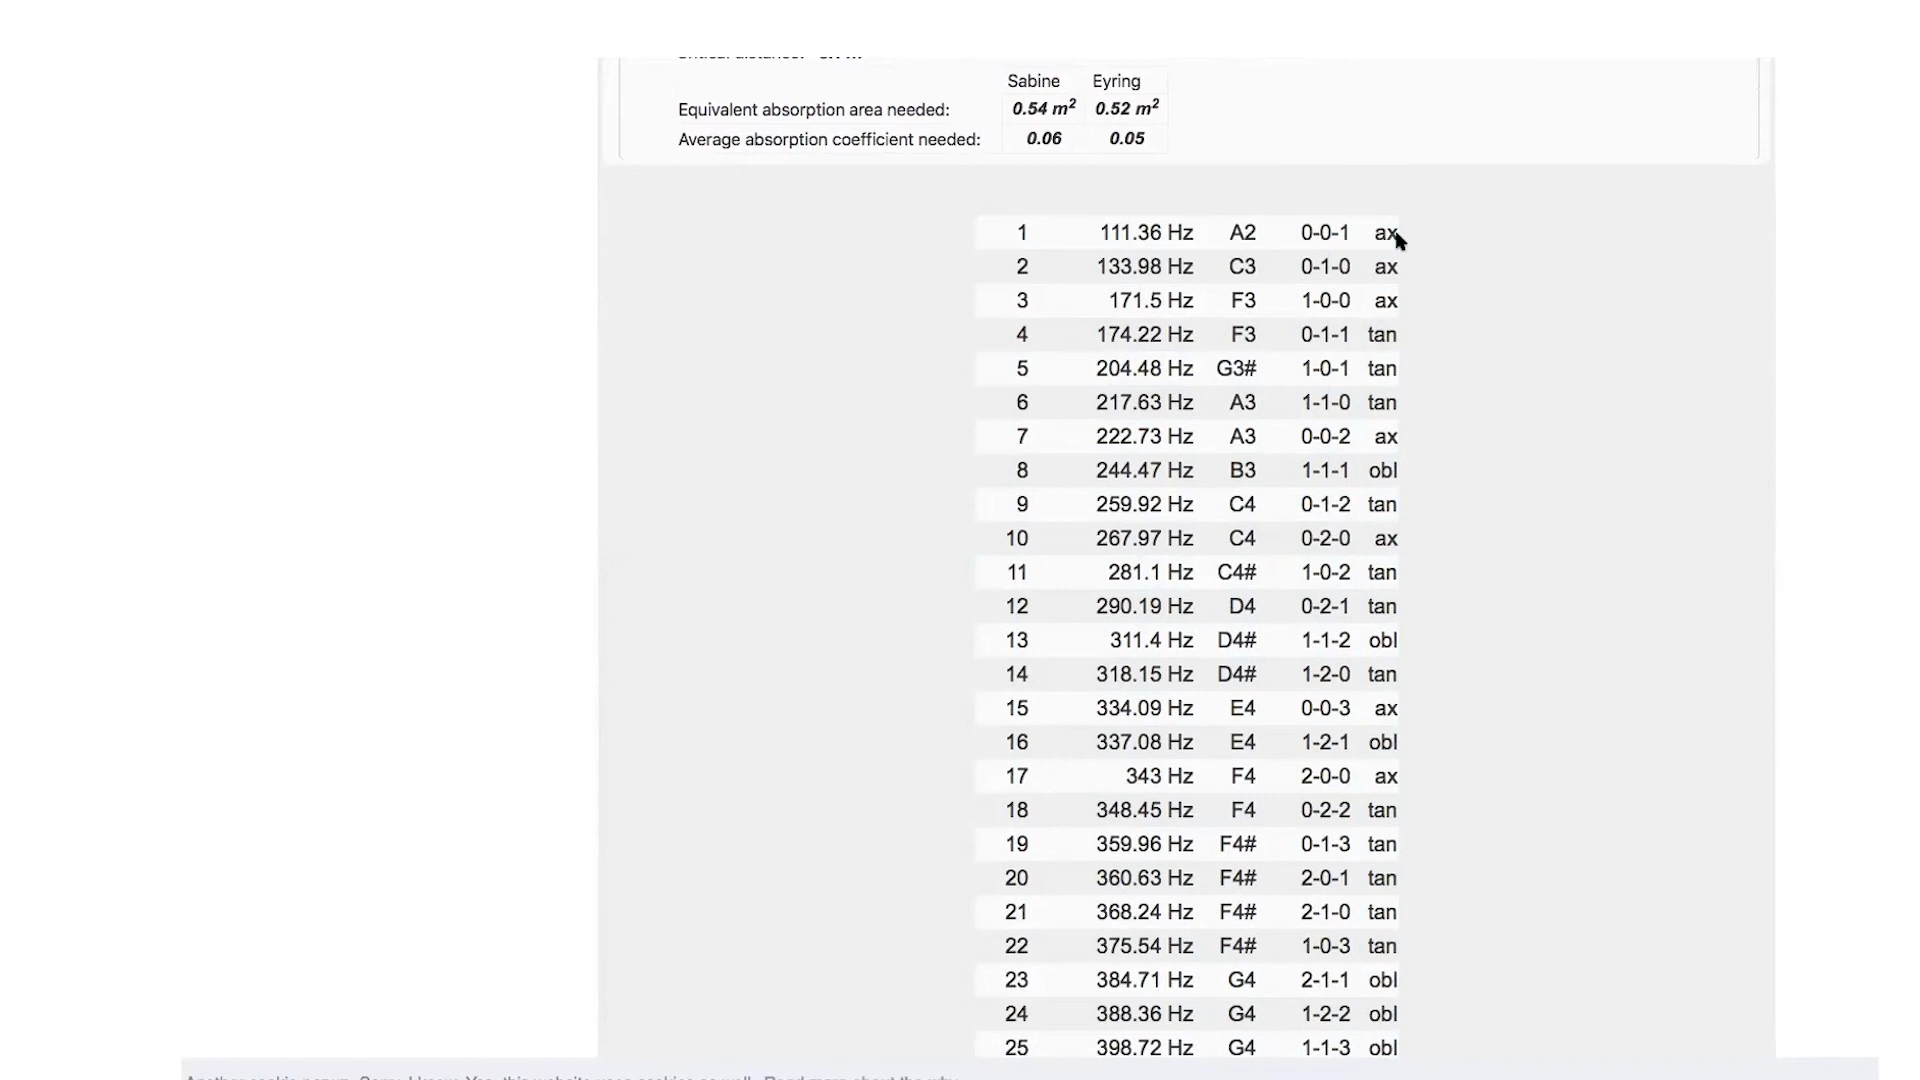 Sabine Eyring
Equivalent absorption area needed: 0.54 m² 0.52 m²
Average absorption coefficient needed: 0.06 0.05
1 111.36 Hz A2 0-0-1 ax
2 133.98 Hz C3 0-1-0 ax
3 171.5 Hz F3 1-0-0 ax
4 174.22 Hz F3 0-1-1 tan
5 204.48 Hz G3# 1-0-1 tan
6 217.63 Hz A3 1-1-0 tan
7 222.73 Hz A3 0-0-2 ax
8 244.47 Hz B3 1-1-1 obl
9 259.92 Hz C4 0-1-2 tan
10 267.97 Hz C4 0-2-0 ax
11 281.1 Hz C4# 1-0-2 tan
12 290.19 Hz D4 0-2-1 tan
13 311.4 Hz D4# 1-1-2 obl
14 318.15 Hz D4# 1-2-0 tan
15 334.09 Hz E4 0-0-3 ax
16 337.08 Hz E4 1-2-1 obl
17 343 Hz F4 2-0-0 ax
18 348.45 Hz F4 0-2-2 tan
19 359.96 Hz F4# 0-1-3 tan
20 360.63 Hz F4# 2-0-1 tan
21 368.24 Hz F4# 2-1-0 tan
22 375.54 Hz F4# 1-0-3 tan
23 384.71 Hz G4 2-1-1 obl
24 388.36 Hz G4 1-2-2 obl
25 398.72 Hz G4 1-1-3 obl